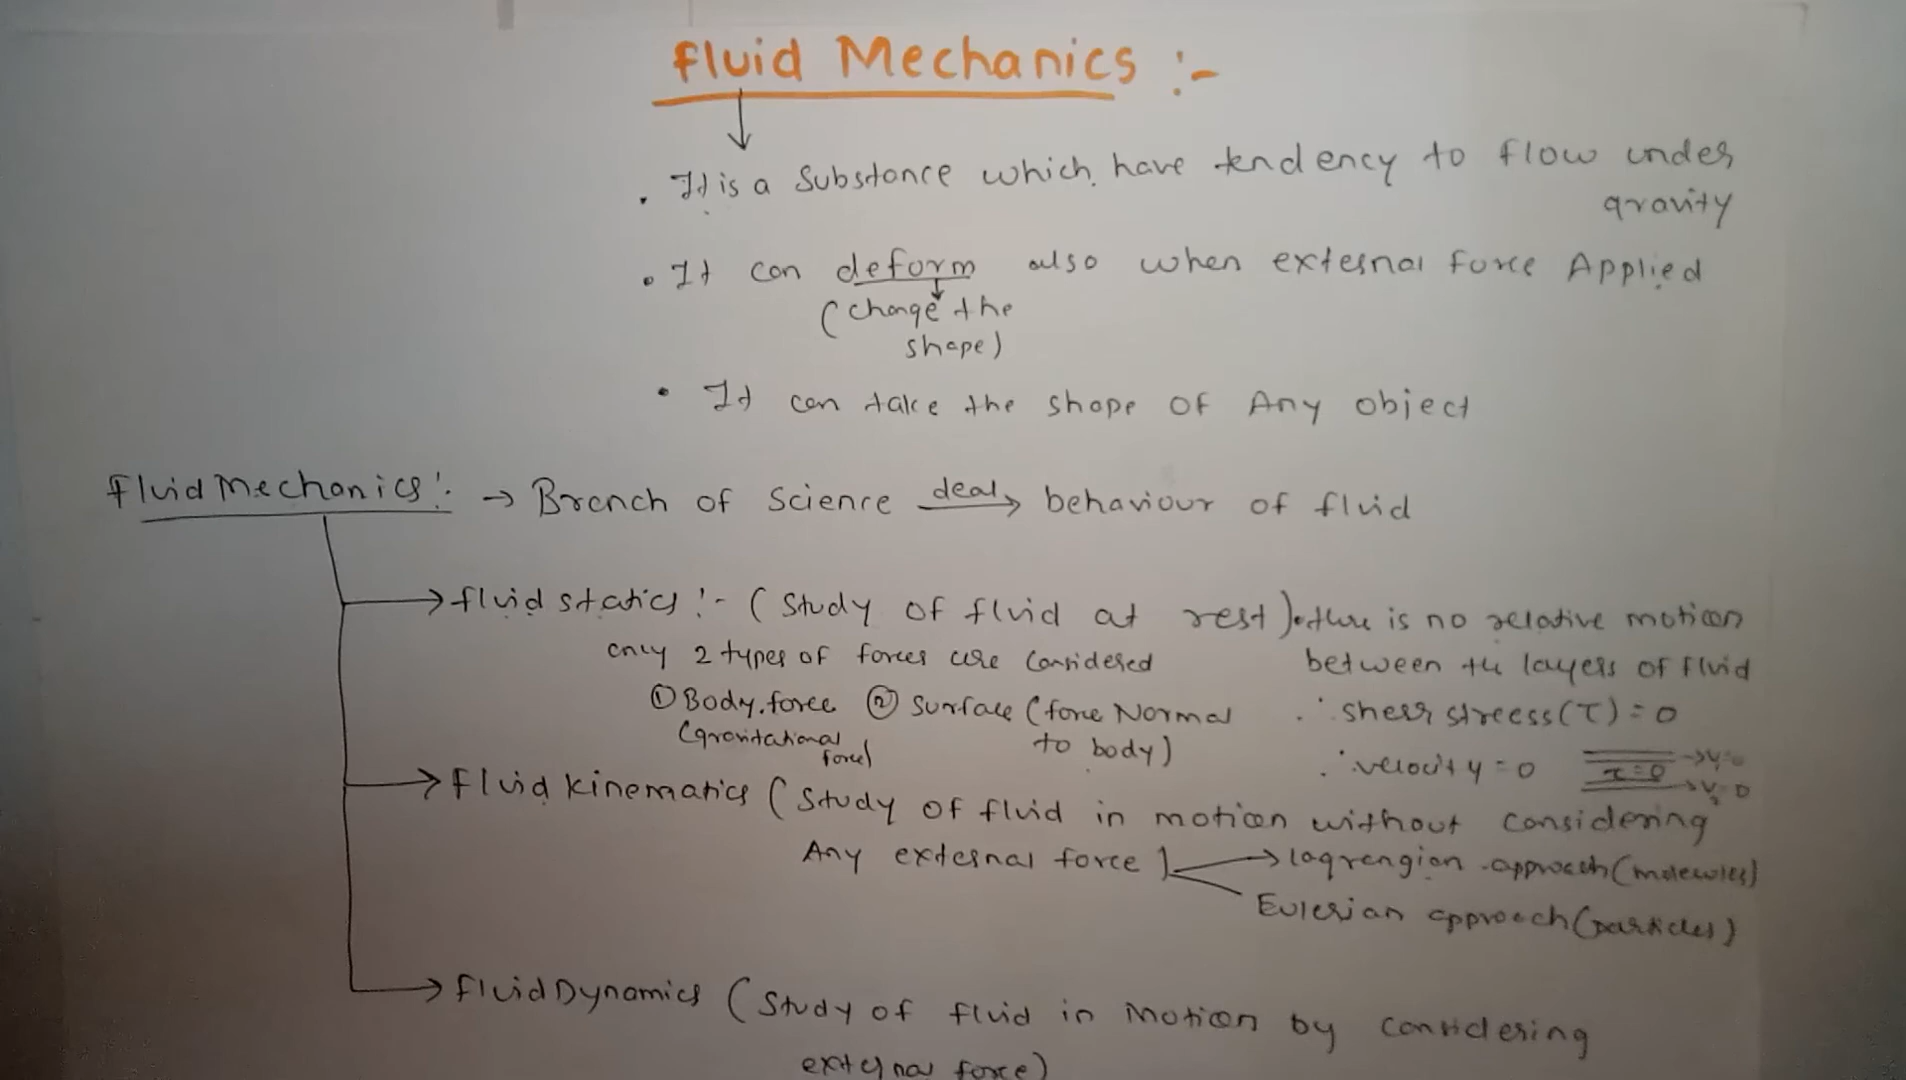 Fluid Mechanics :-
. It is a Substance which have tendency to flow under
gravity
. It can deform also when external force Applied
(change the
shape)
. It can take the shape of Any object
Fluid Mechanics :- → Branch of Science deal→ behaviour of fluid
→ fluid statics :- (Study of fluid at rest) . there is no relative motion
only 2 types of forces are Considered between the layers of fluid
① Body force ② Surface (force Normal ∴ shear streess (τ) = 0
(gravitational to body)
force)
∴ velocity = 0 τ = 0 → V=0
→ V=0
→ fluid kinematics (Study of fluid in motion without considering
Any external force) → lagrangian approach (molecules)
Eulerian approach (particles)
→ fluid Dynamics (Study of fluid in Motion by considering
external force)